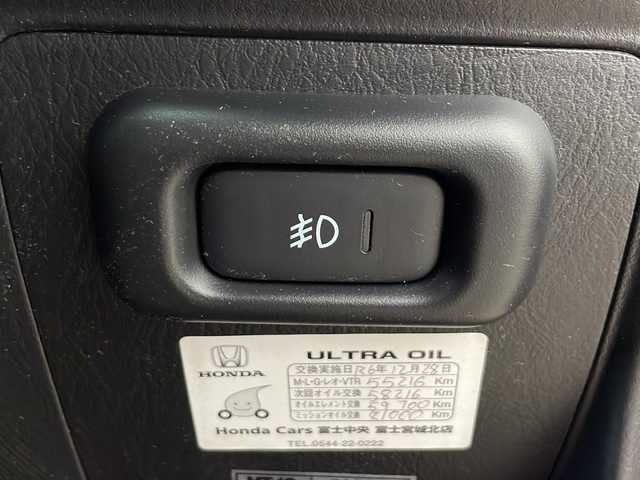 HONDA
ULTRA OIL
交換実施日 R6年12月28日
M・L・G・レオ・VTR 55216 Km
次回オイル交換 58216 Km
オイルエレメント交換 59700 Km
ミッションオイル交換 61000 Km
Honda Cars 富士中央 富士宮城北店
TEL.0544-22-0222